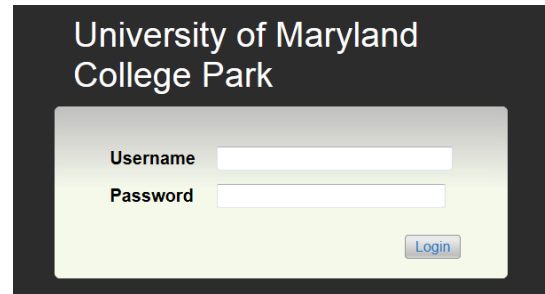 University of Maryland
College Park
Username
Password
Login